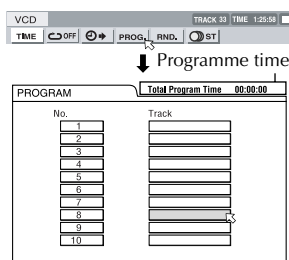 VCD
TRACK 33 TIME 1:25:58
TIME OFF PROG. RND. ST
Programme time
PROGRAM Total Program Time 00:00:00
No. Track
1
2
3
4
5
6
7
8
9
10